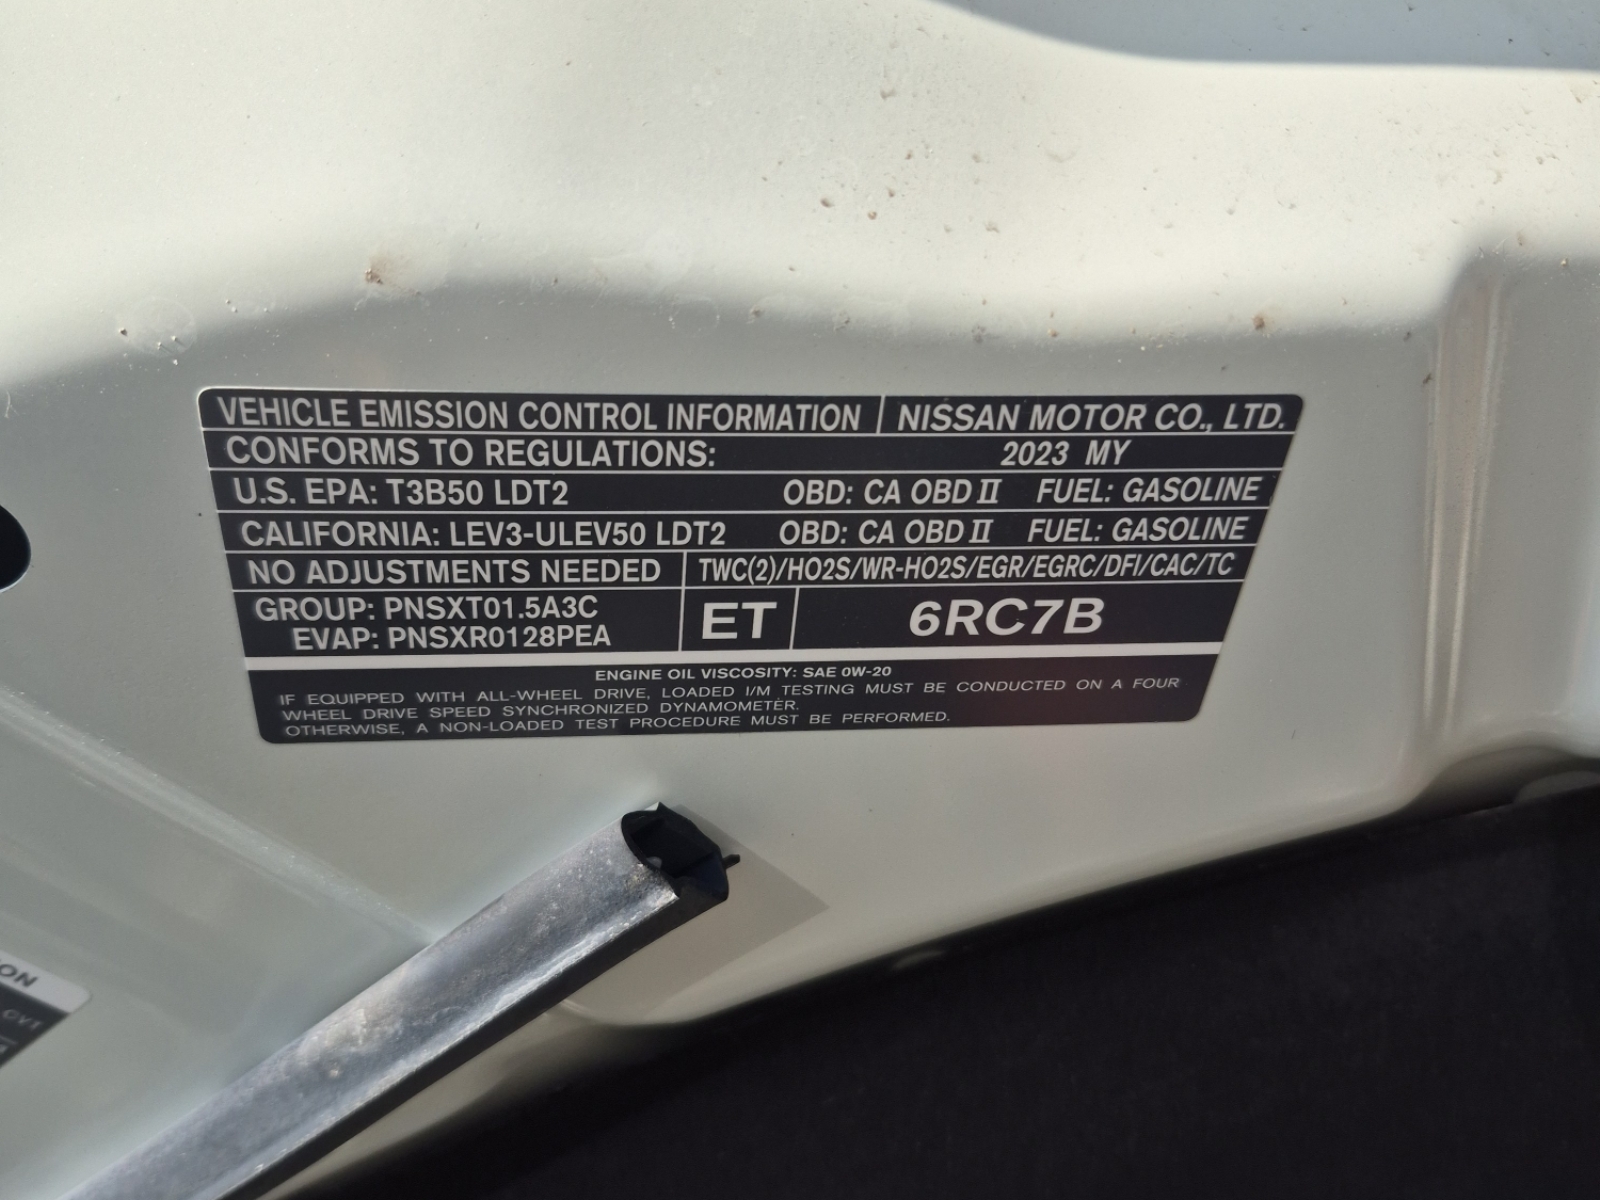 VEHICLE EMISSION CONTROL INFORMATION NISSAN MOTOR CO., LTD.
CONFORMS TO REGULATIONS: 2023 MY
U.S. EPA: T3B50 LDT2 OBD: CA OBD II FUEL: GASOLINE
CALIFORNIA: LEV3-ULEV50 LDT2 OBD: CA OBD II FUEL: GASOLINE
NO ADJUSTMENTS NEEDED TWC(2)/HO2S/WR-HO2S/EGR/EGRC/DFI/CAC/TC
GROUP: PNSXT01.5A3C
EVAP: PNSXR0128PEA
ET 6RC7B
ENGINE OIL VISCOSITY: SAE 0W-20
IF EQUIPPED WITH ALL-WHEEL DRIVE, LOADED I/M TESTING MUST BE CONDUCTED ON A FOUR
WHEEL DRIVE SPEED SYNCHRONIZED DYNAMOMETER.
OTHERWISE, A NON-LOADED TEST PROCEDURE MUST BE PERFORMED.
CVT